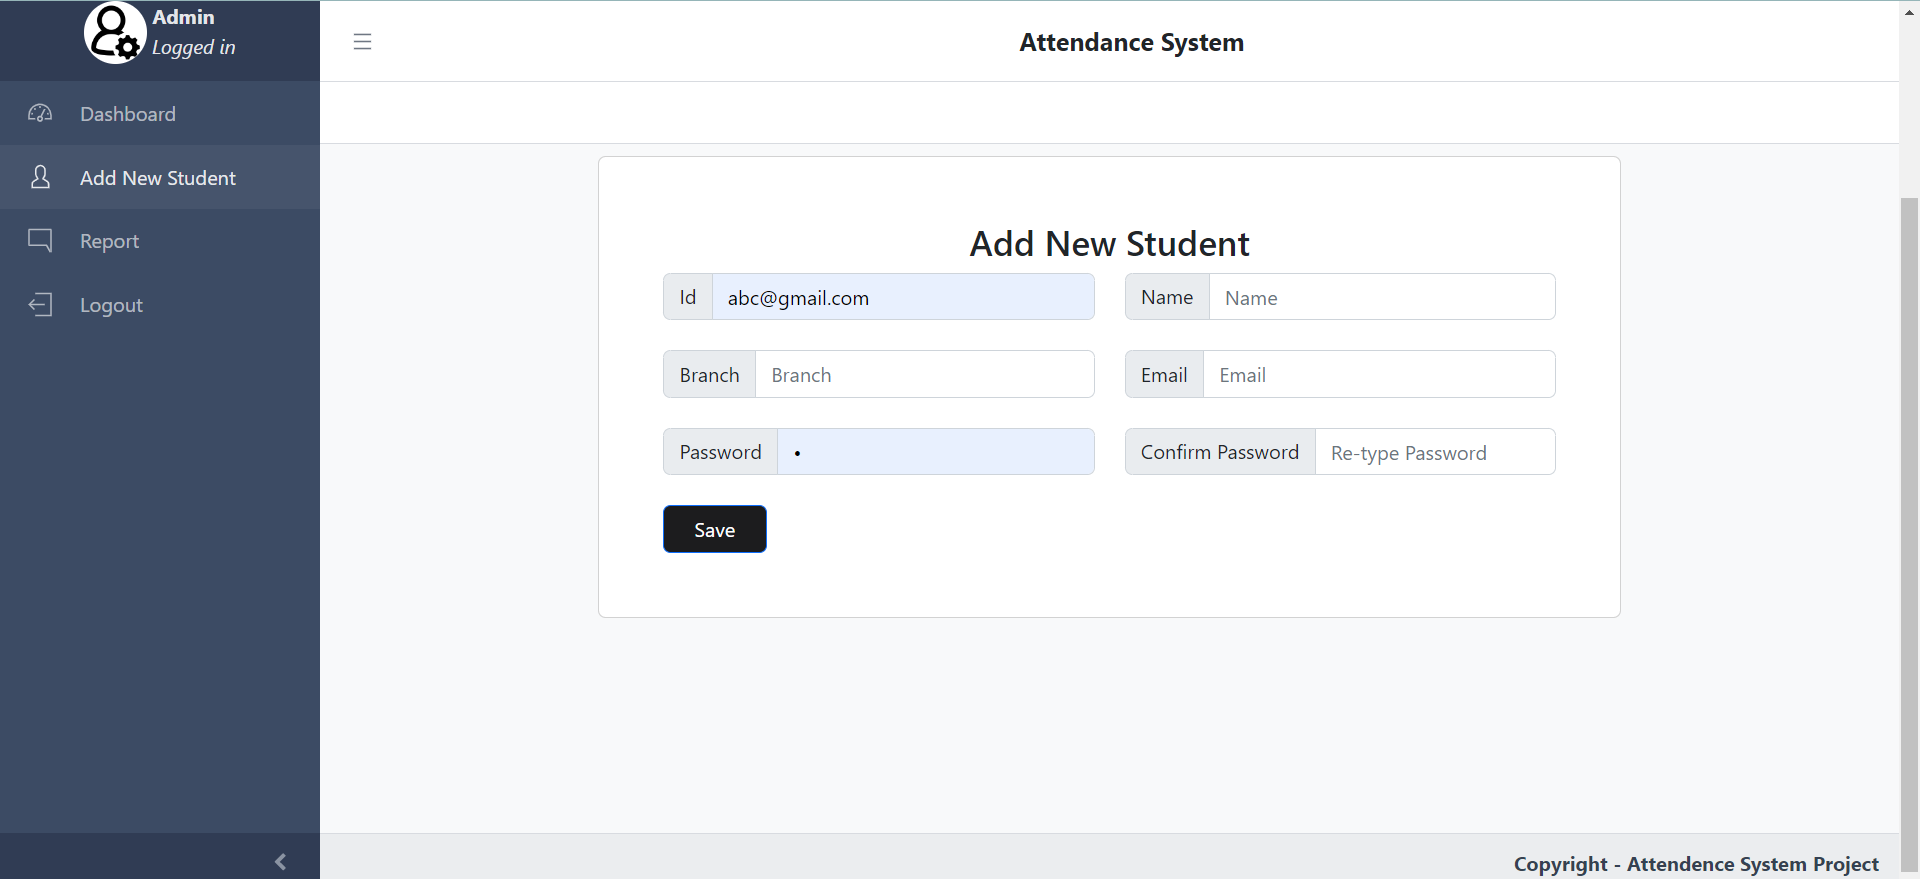 Admin
Logged in
Attendance System
Dashboard
Add New Student
Report
Logout
Add New Student
Id abc@gmail.com Name Name
Branch Branch Email Email
Password • Confirm Password Re-type Password
Save
Copyright - Attendence System Project